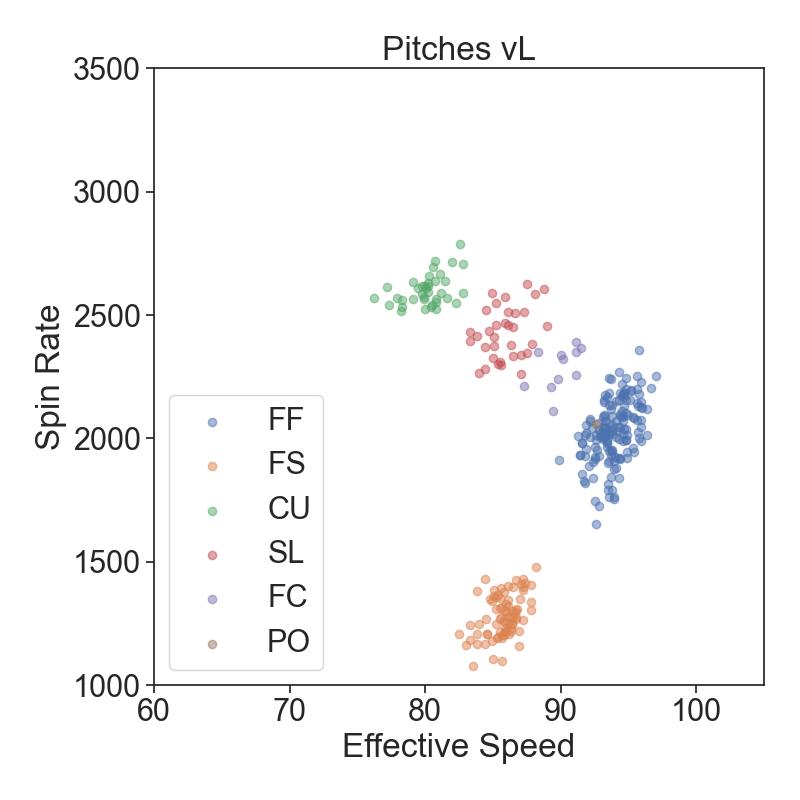 Pitches vL
3500
3000
2500
2000
1500
1000
Spin Rate
FF
FS
CU
SL
FC
PO
60 70 80 90 100
Effective Speed